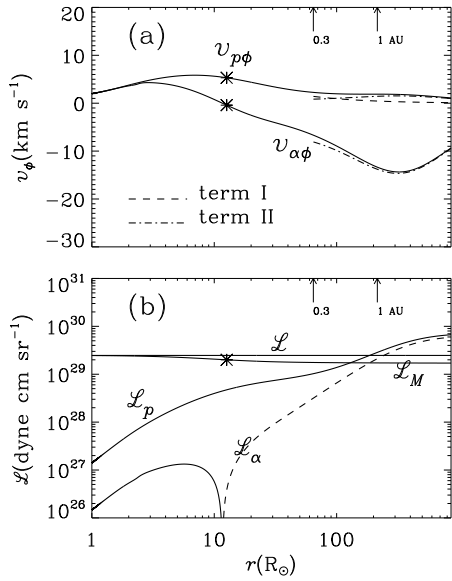 20
10
0
−10
−20
−30
v_ϕ(km s⁻¹)
(a)
v_pϕ
v_αϕ
0.3
1 AU
term I
term II
10³¹
10³⁰
10²⁹
10²⁸
10²⁷
10²⁶
ℒ(dyne cm sr⁻¹)
(b)
0.3
1 AU
ℒ
ℒ_M
ℒ_p
ℒ_α
1
10
100
r(R_⊙)